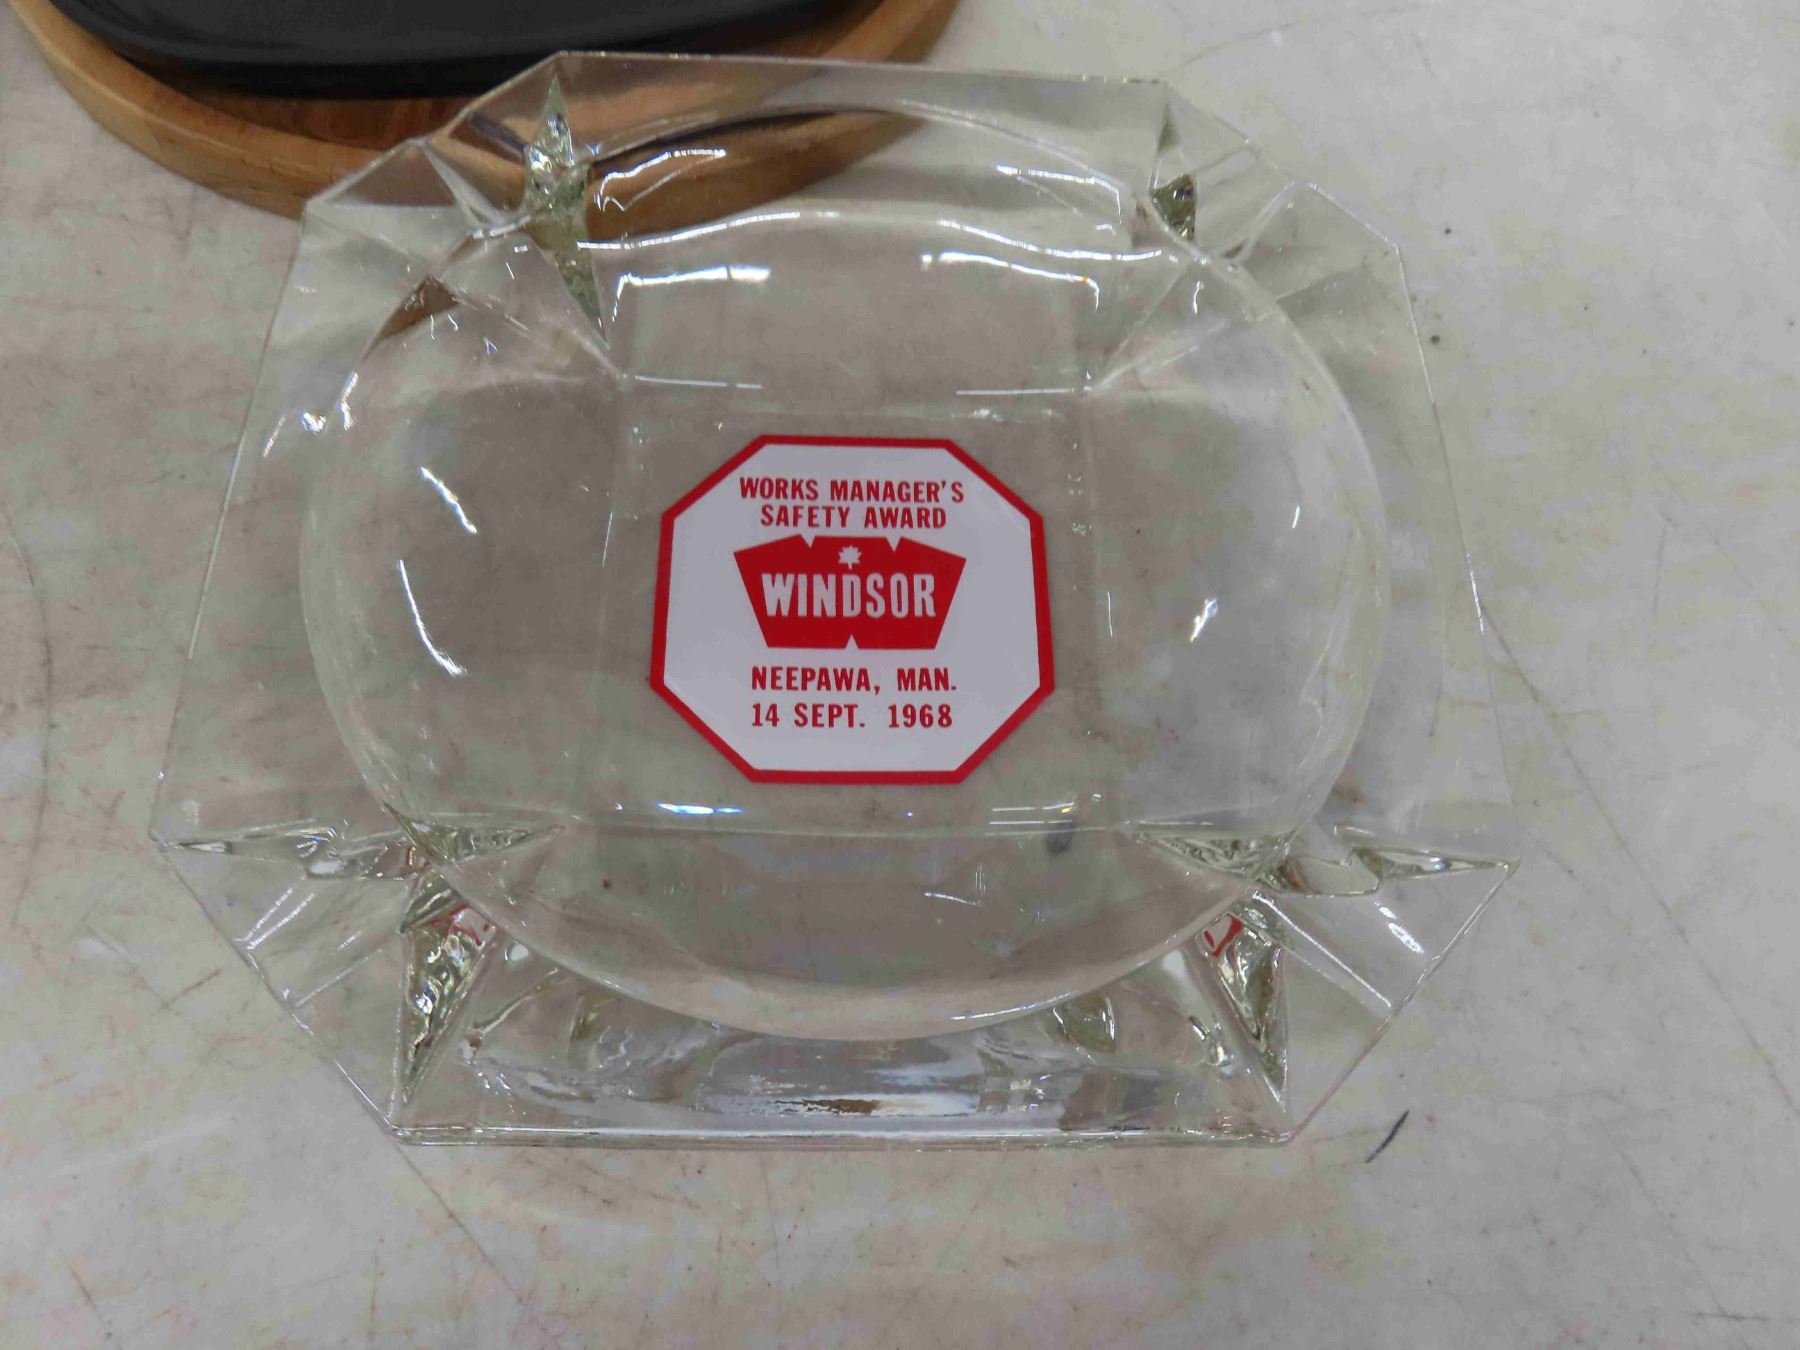 WORKS MANAGER'S
SAFETY AWARD
WINDSOR
NEEPAWA, MAN.
14 SEPT. 1968